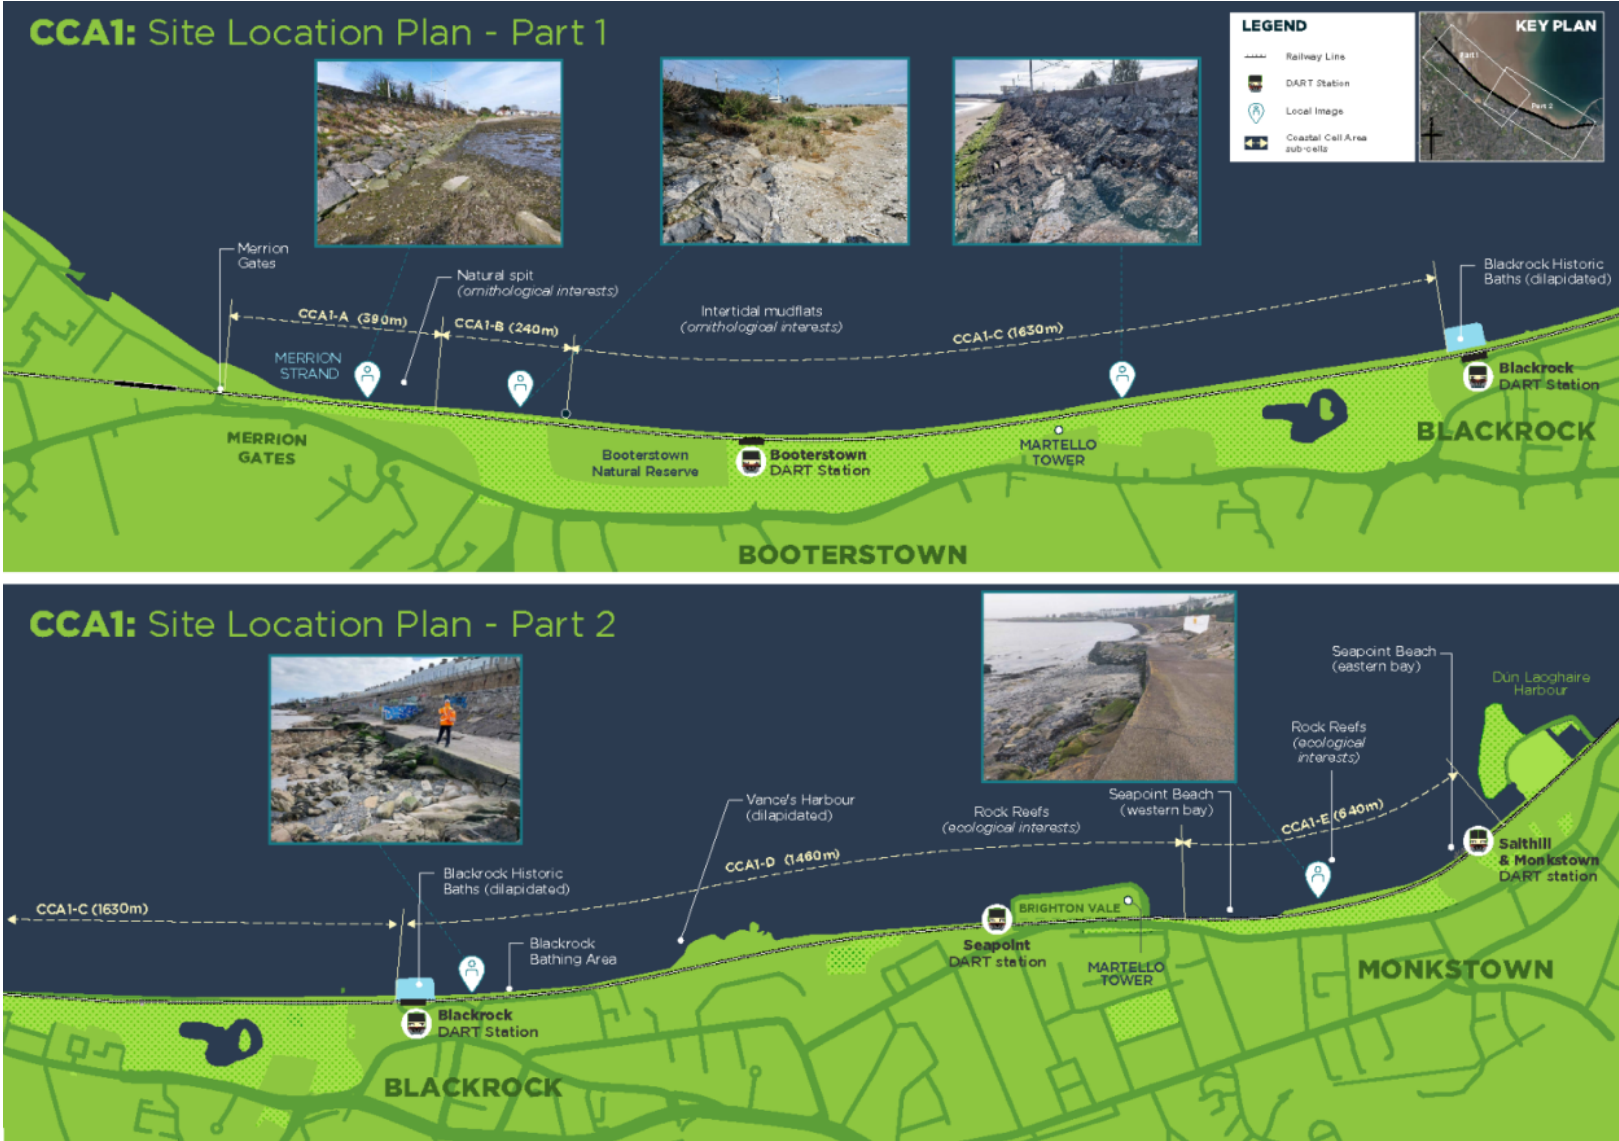 CCA1: Site Location Plan - Part 1
LEGEND
Railway Line
DART Station
Local Image
Coastal Cell Area
sub-cells
KEY PLAN
Part 1
Part 2
Merrion
Gates
Natural spit
(ornithological interests)
Intertidal mudflats
(ornithological interests)
Blackrock Historic
Baths (dilapidated)
CCA1-A (390m)
CCA1-B (240m)
CCA1-C (1630m)
MERRION
STRAND
Blackrock
DART Station
MERRION
GATES
Booterstown
Natural Reserve
Booterstown
DART Station
MARTELLO
TOWER
BLACKROCK
BOOTERSTOWN
CCA1: Site Location Plan - Part 2
Seapoint Beach
(eastern bay)
Dún Laoghaire
Harbour
Rock Reefs
(ecological
interests)
Vance's Harbour
(dilapidated)
Rock Reefs
(ecological interests)
Seapoint Beach
(western bay)
CCA1-E (640m)
CCA1-D (1460m)
Salthill
& Monkstown
DART station
Blackrock Historic
Baths (dilapidated)
CCA1-C (1630m)
BRIGHTON VALE
Blackrock
Bathing Area
Seapoint
DART station
MARTELLO
TOWER
MONKSTOWN
Blackrock
DART Station
BLACKROCK